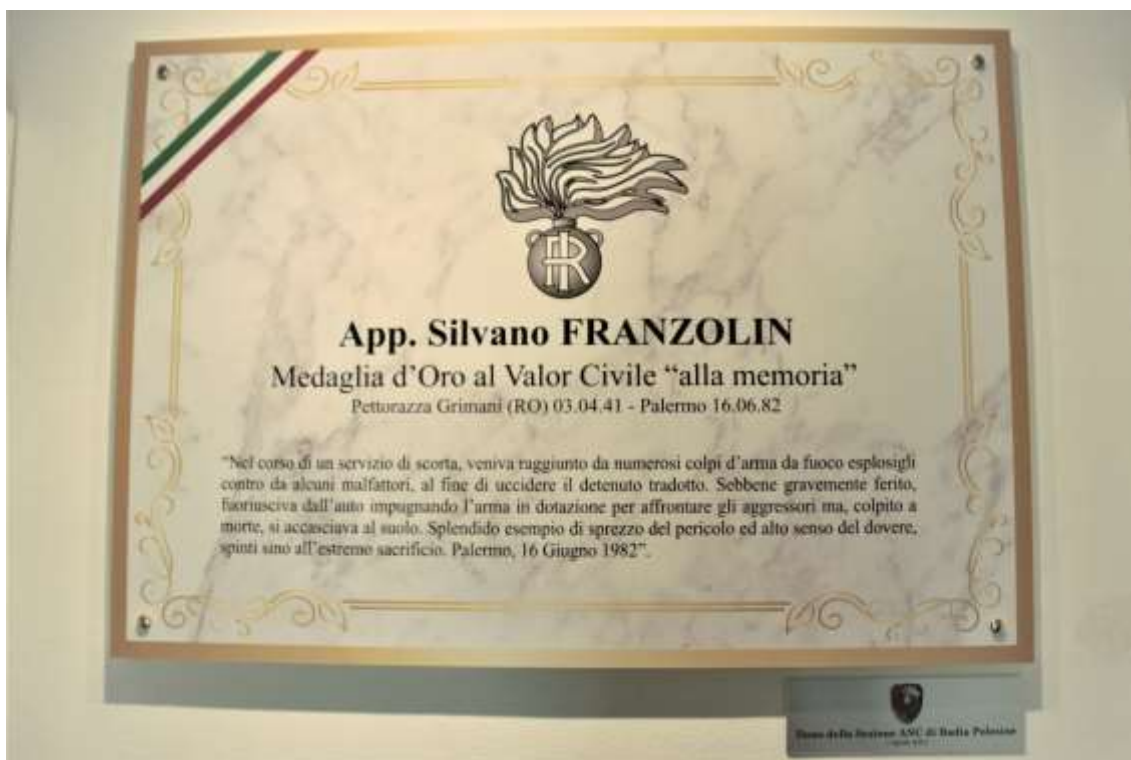 App. Silvano FRANZOLIN
Medaglia d'Oro al Valor Civile “alla memoria”
Pettorazza Grimani (RO) 03.04.41 - Palermo 16.06.82
“Nel corso di un servizio di scorta, veniva raggiunto da numerosi colpi d'arma da fuoco esplosigli
contro da alcuni malfattori, al fine di uccidere il detenuto tradotto. Sebbene gravemente ferito,
fuoriusciva dall'auto impugnando l'arma in dotazione per affrontare gli aggressori ma, colpito a
morte, si accasciava al suolo. Splendido esempio di sprezzo del pericolo ed alto senso del dovere,
spinti sino all'estremo sacrificio. Palermo, 16 Giugno 1982”.
Dono della Sezione ANC di Badia Polesine